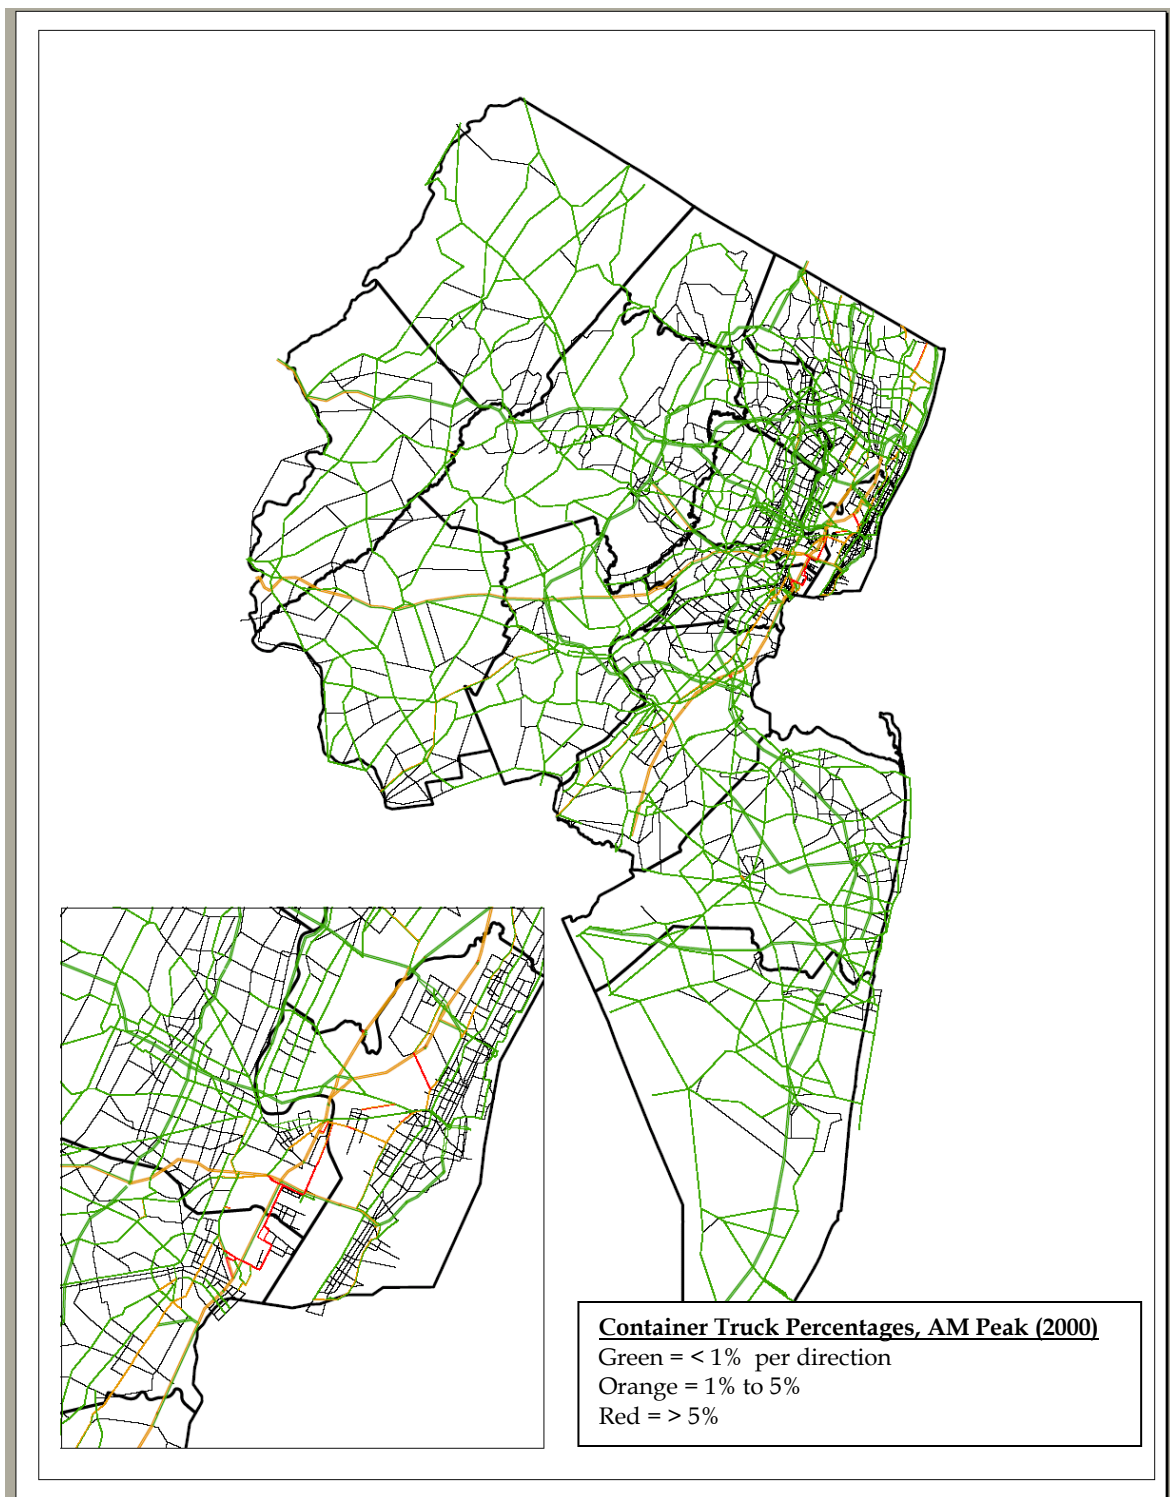 Container Truck Percentages, AM Peak (2000)
Green = < 1% per direction
Orange = 1% to 5%
Red = > 5%